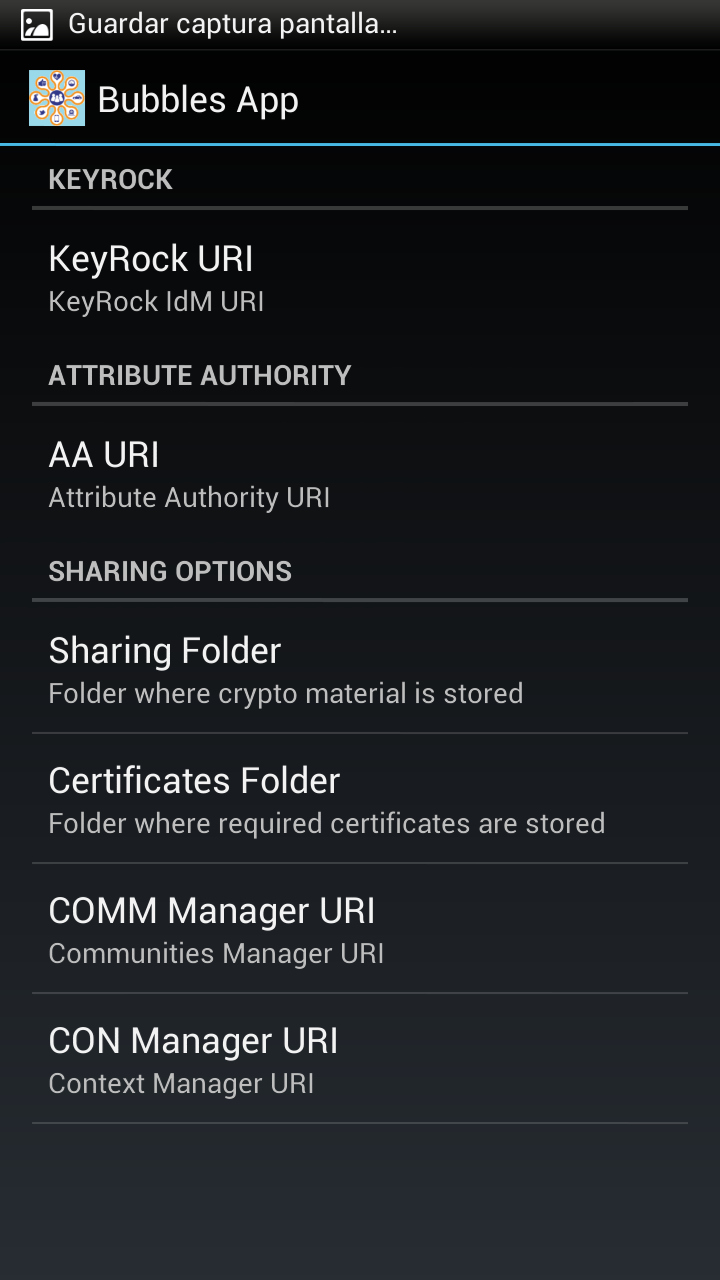 Guardar captura pantalla...
Bubbles App
KEYROCK
KeyRock URI
KeyRock IdM URI
ATTRIBUTE AUTHORITY
AA URI
Attribute Authority URI
SHARING OPTIONS
Sharing Folder
Folder where crypto material is stored
Certificates Folder
Folder where required certificates are stored
COMM Manager URI
Communities Manager URI
CON Manager URI
Context Manager URI